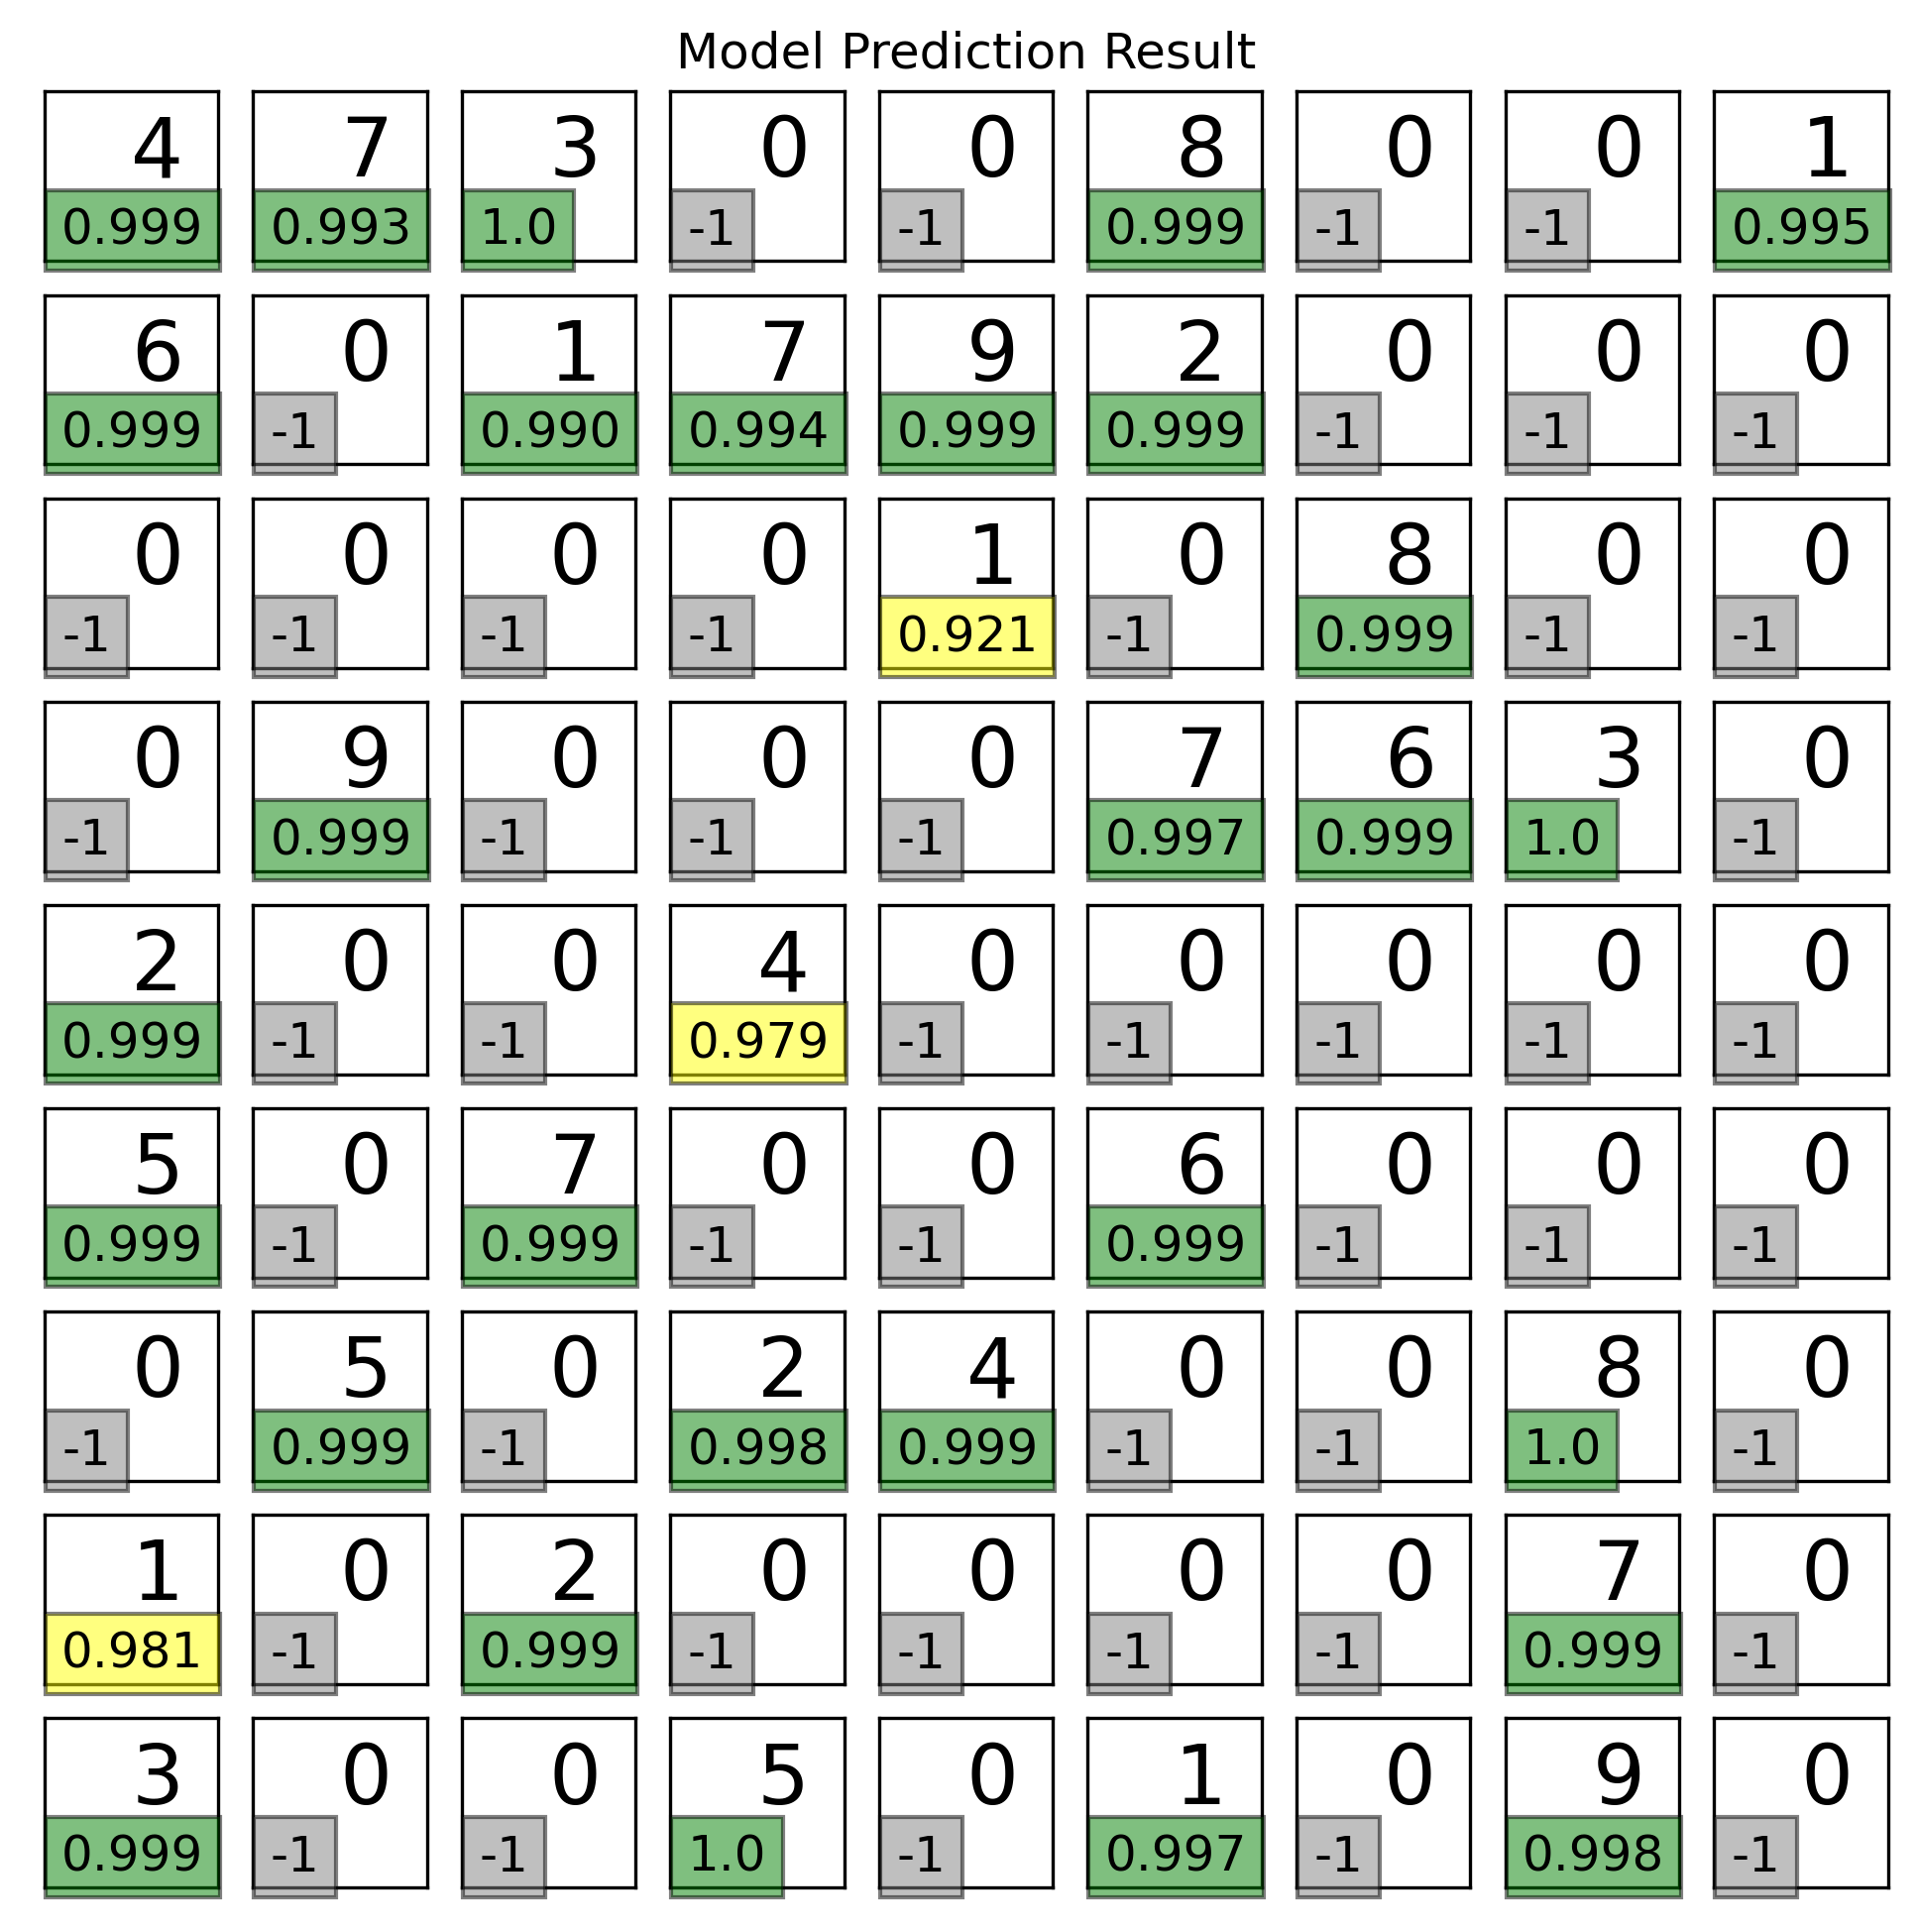 Model Prediction Result
4 7 3 0 0 8 0 0 1
0.999 0.993 1.0 -1 -1 0.999 -1 -1 0.995
6 0 1 7 9 2 0 0 0
0.999 -1 0.990 0.994 0.999 0.999 -1 -1 -1
0 0 0 0 1 0 8 0 0
-1 -1 -1 -1 0.921 -1 0.999 -1 -1
0 9 0 0 0 7 6 3 0
-1 0.999 -1 -1 -1 0.997 0.999 1.0 -1
2 0 0 4 0 0 0 0 0
0.999 -1 -1 0.979 -1 -1 -1 -1 -1
5 0 7 0 0 6 0 0 0
0.999 -1 0.999 -1 -1 0.999 -1 -1 -1
0 5 0 2 4 0 0 8 0
-1 0.999 -1 0.998 0.999 -1 -1 1.0 -1
1 0 2 0 0 0 0 7 0
0.981 -1 0.999 -1 -1 -1 -1 0.999 -1
3 0 0 5 0 1 0 9 0
0.999 -1 -1 1.0 -1 0.997 -1 0.998 -1